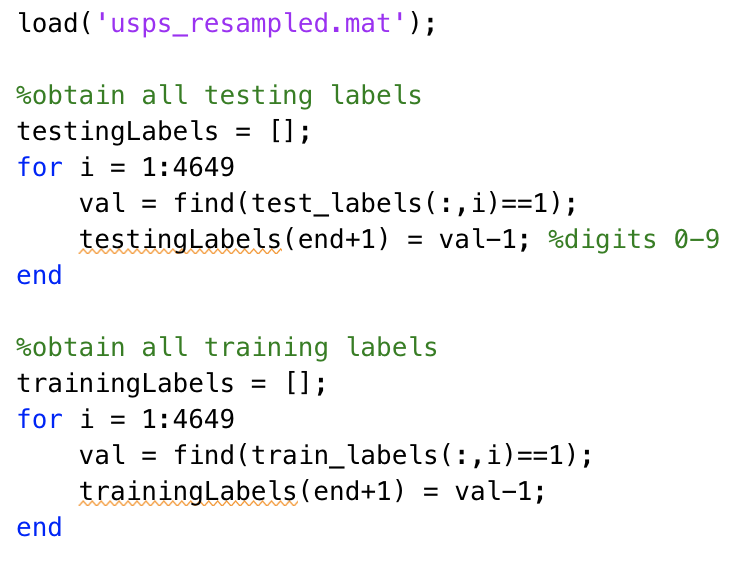 load('usps_resampled.mat');
%obtain all testing labels
testingLabels = [];
for i = 1:4649
    val = find(test_labels(:,i)==1);
    testingLabels(end+1) = val-1; %digits 0-9
end
%obtain all training labels
trainingLabels = [];
for i = 1:4649
    val = find(train_labels(:,i)==1);
    trainingLabels(end+1) = val-1;
end